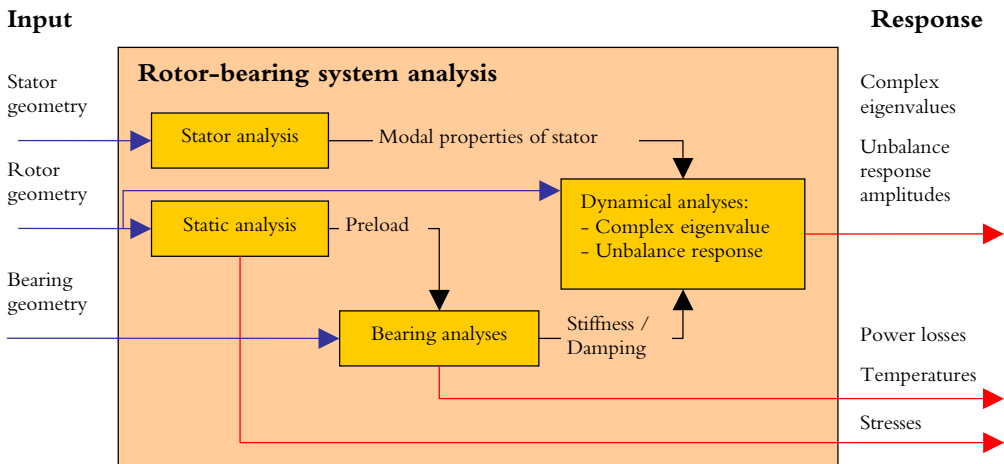 Input
Response
Rotor-bearing system analysis
Stator
geometry
Stator analysis
Modal properties of stator
Complex
eigenvalues
Unbalance
response
amplitudes
Rotor
geometry
Static analysis
Preload
Dynamical analyses:
- Complex eigenvalue
- Unbalance response
Bearing
geometry
Bearing analyses
Stiffness /
Damping
Power losses
Temperatures
Stresses